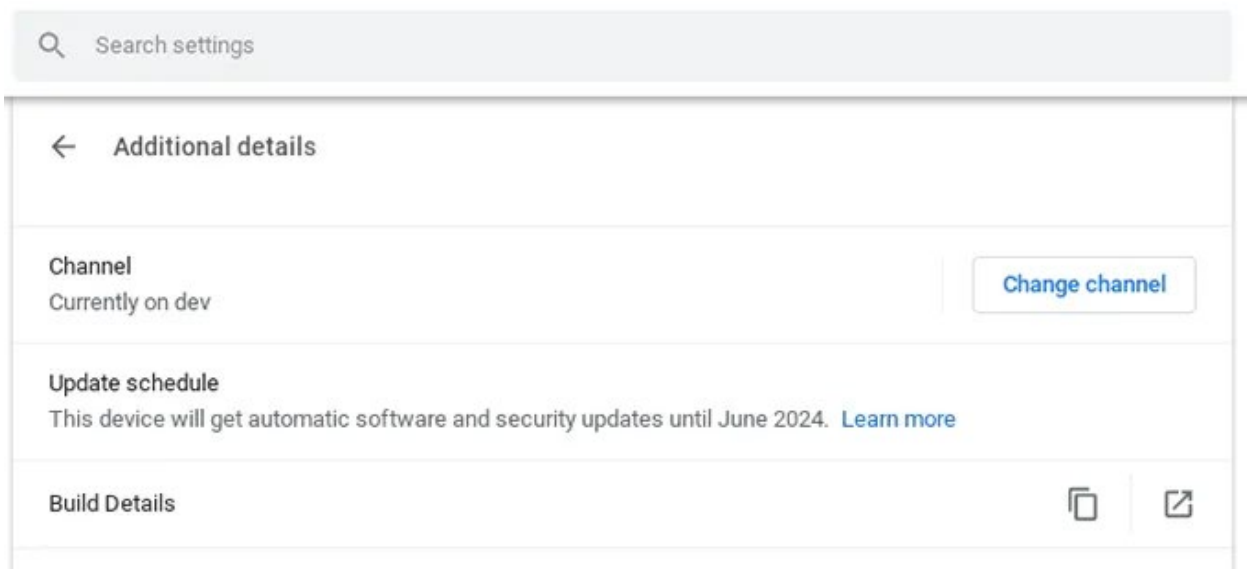 Search settings
Additional details
Channel
Currently on dev
Change channel
Update schedule
This device will get automatic software and security updates until June 2024. Learn more
Build Details